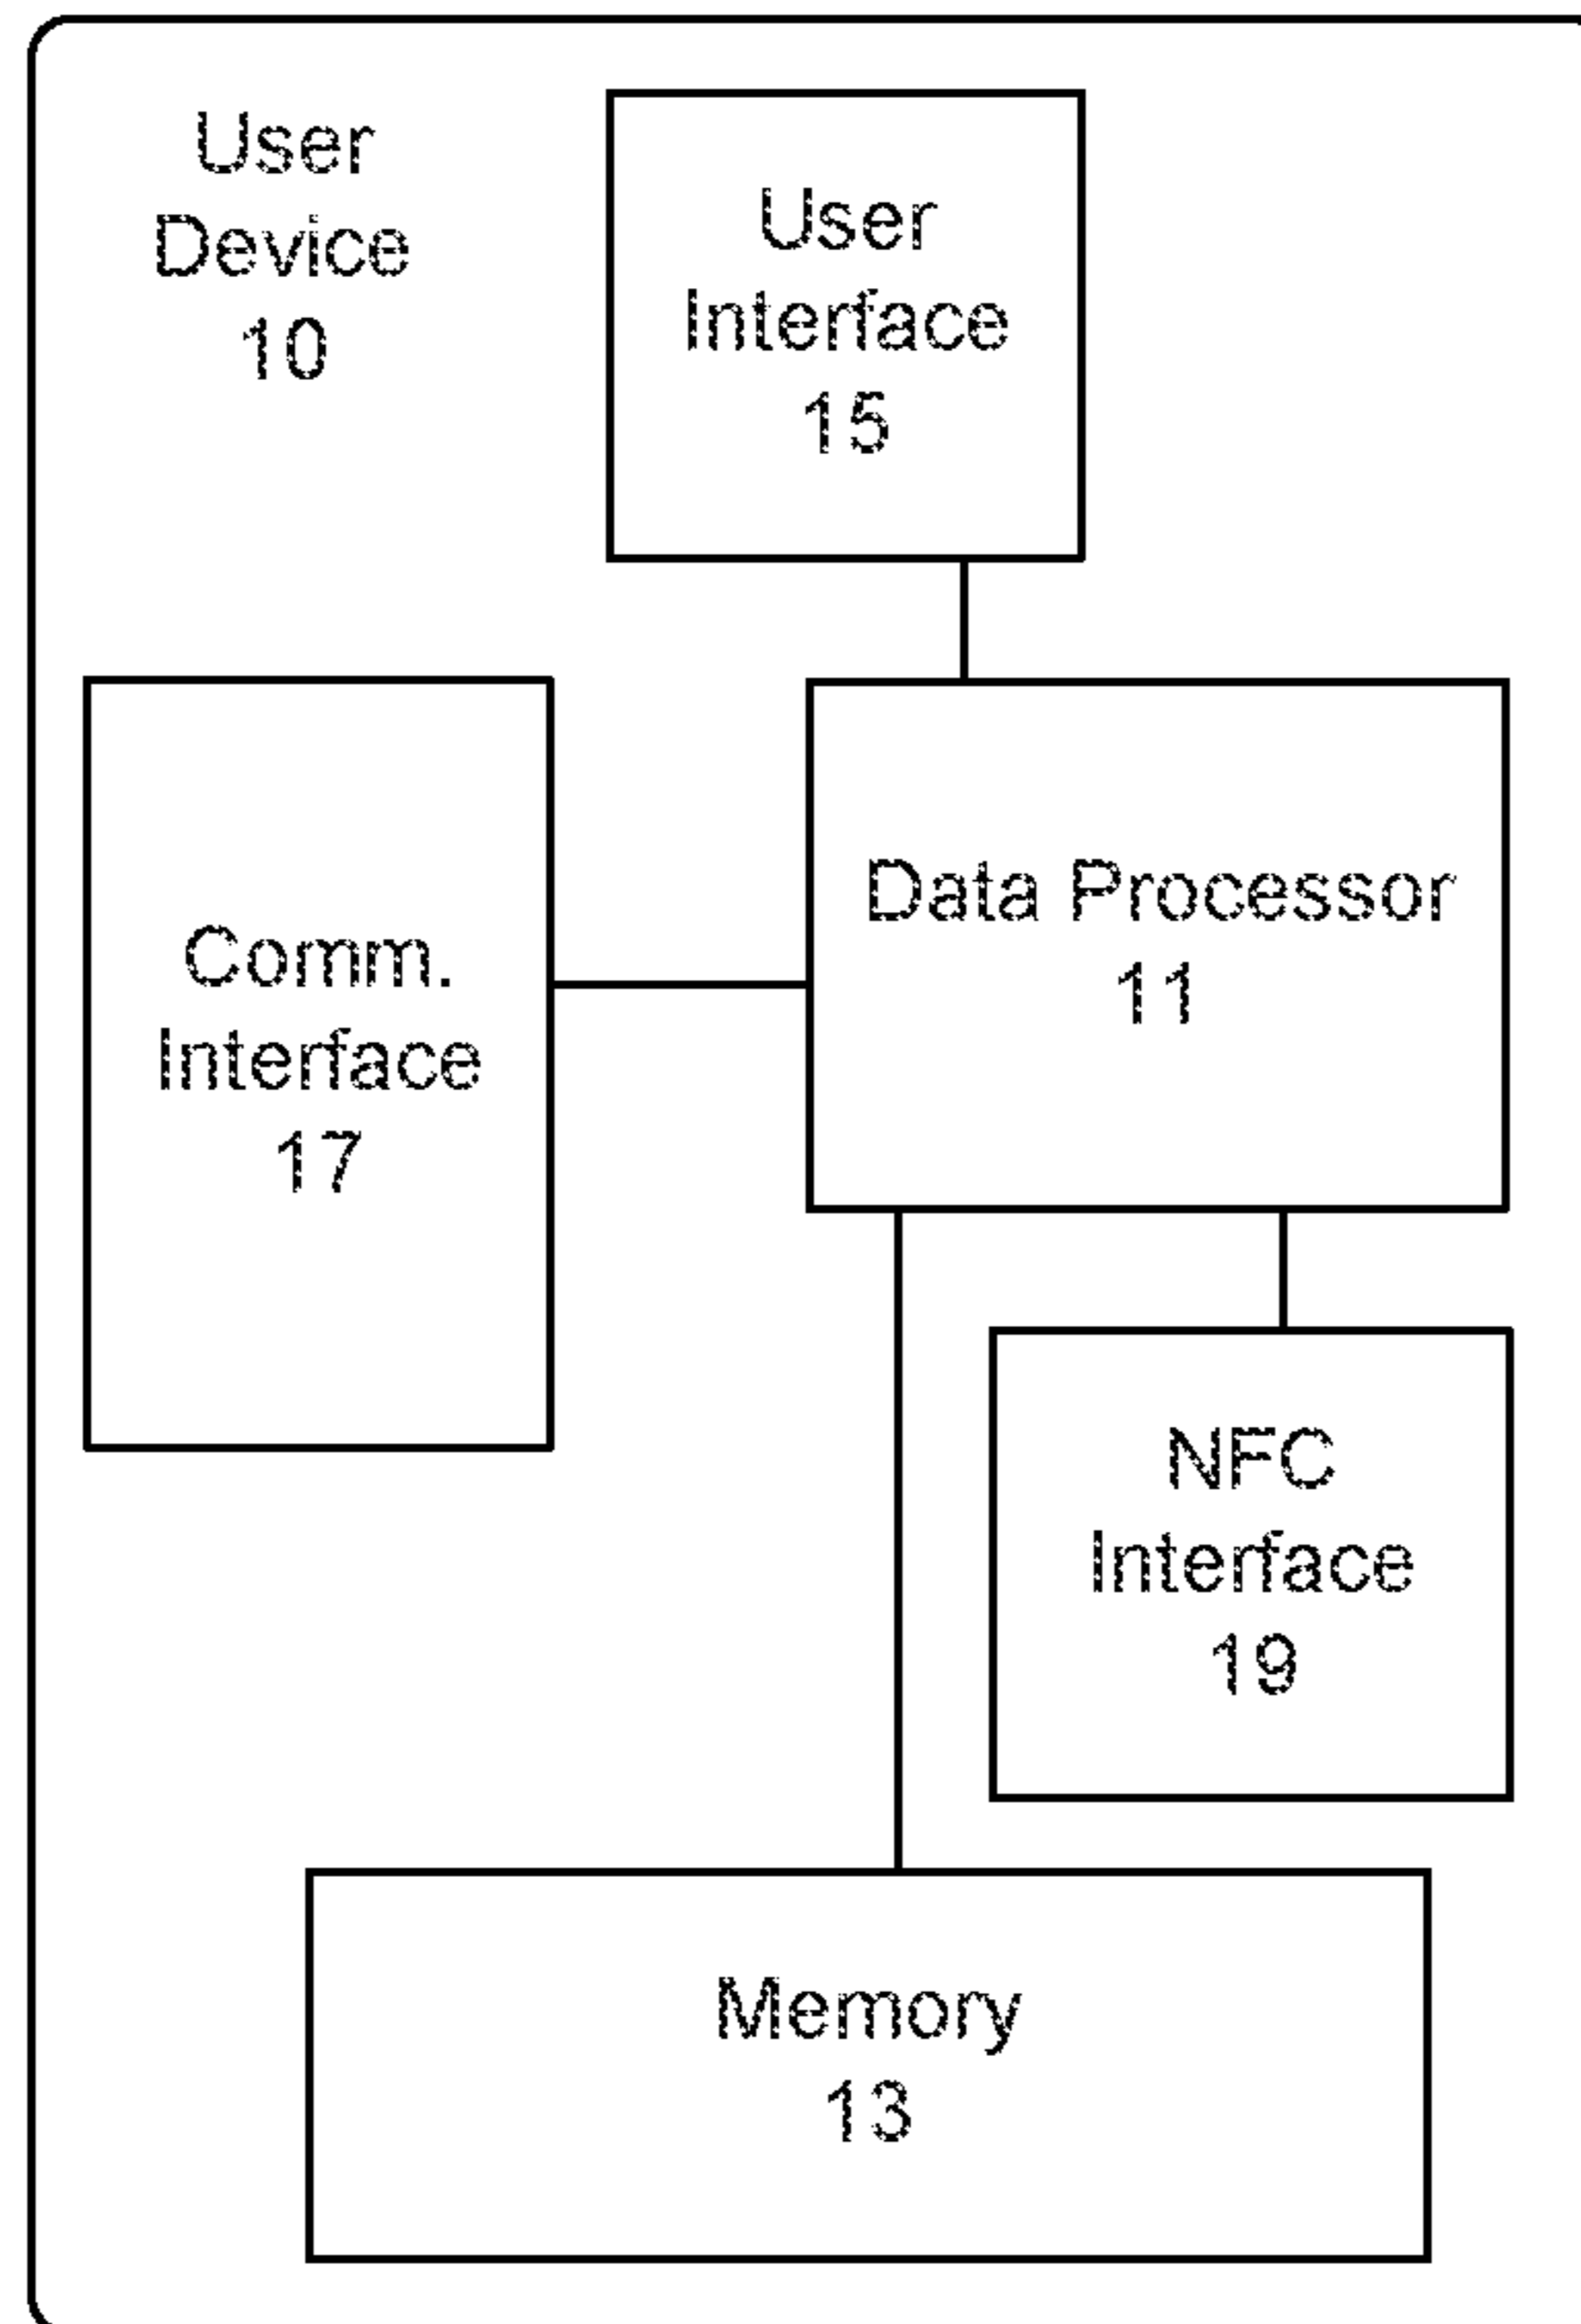 User
Device
10
User
Interface
15
Comm.
Interface
17
Data Processor
11
NFC
Interface
19
Memory
13